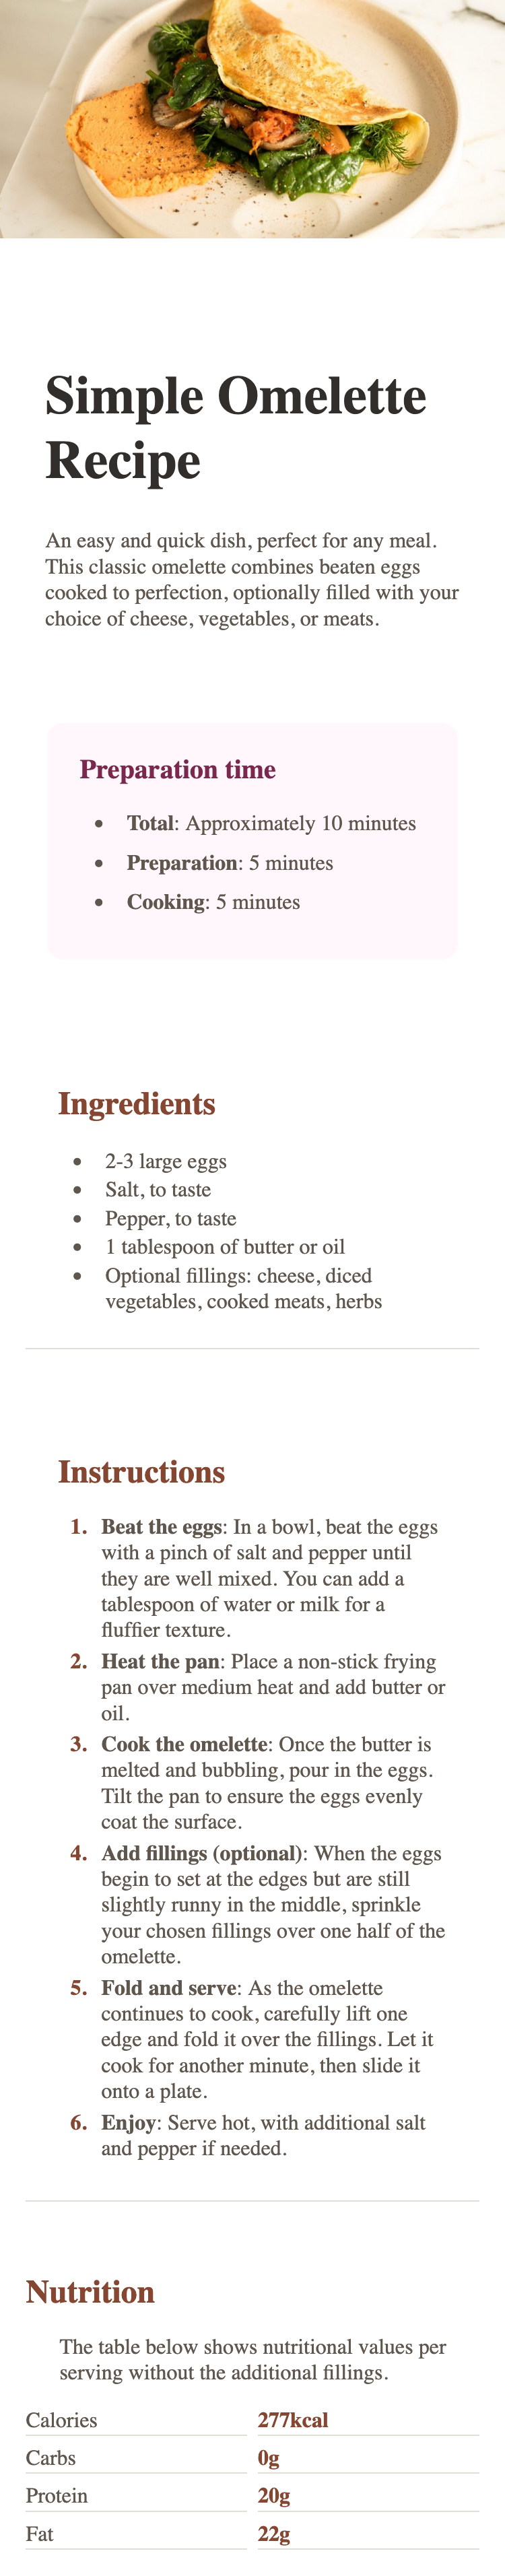 Simple Omelette
Recipe
An easy and quick dish, perfect for any meal.
This classic omelette combines beaten eggs
cooked to perfection, optionally filled with your
choice of cheese, vegetables, or meats.
Preparation time
• Total: Approximately 10 minutes
• Preparation: 5 minutes
• Cooking: 5 minutes
Ingredients
• 2-3 large eggs
• Salt, to taste
• Pepper, to taste
• 1 tablespoon of butter or oil
• Optional fillings: cheese, diced
vegetables, cooked meats, herbs
Instructions
1. Beat the eggs: In a bowl, beat the eggs
with a pinch of salt and pepper until
they are well mixed. You can add a
tablespoon of water or milk for a
fluffier texture.
2. Heat the pan: Place a non-stick frying
pan over medium heat and add butter or
oil.
3. Cook the omelette: Once the butter is
melted and bubbling, pour in the eggs.
Tilt the pan to ensure the eggs evenly
coat the surface.
4. Add fillings (optional): When the eggs
begin to set at the edges but are still
slightly runny in the middle, sprinkle
your chosen fillings over one half of the
omelette.
5. Fold and serve: As the omelette
continues to cook, carefully lift one
edge and fold it over the fillings. Let it
cook for another minute, then slide it
onto a plate.
6. Enjoy: Serve hot, with additional salt
and pepper if needed.
Nutrition
The table below shows nutritional values per
serving without the additional fillings.
Calories 277kcal
Carbs 0g
Protein 20g
Fat 22g